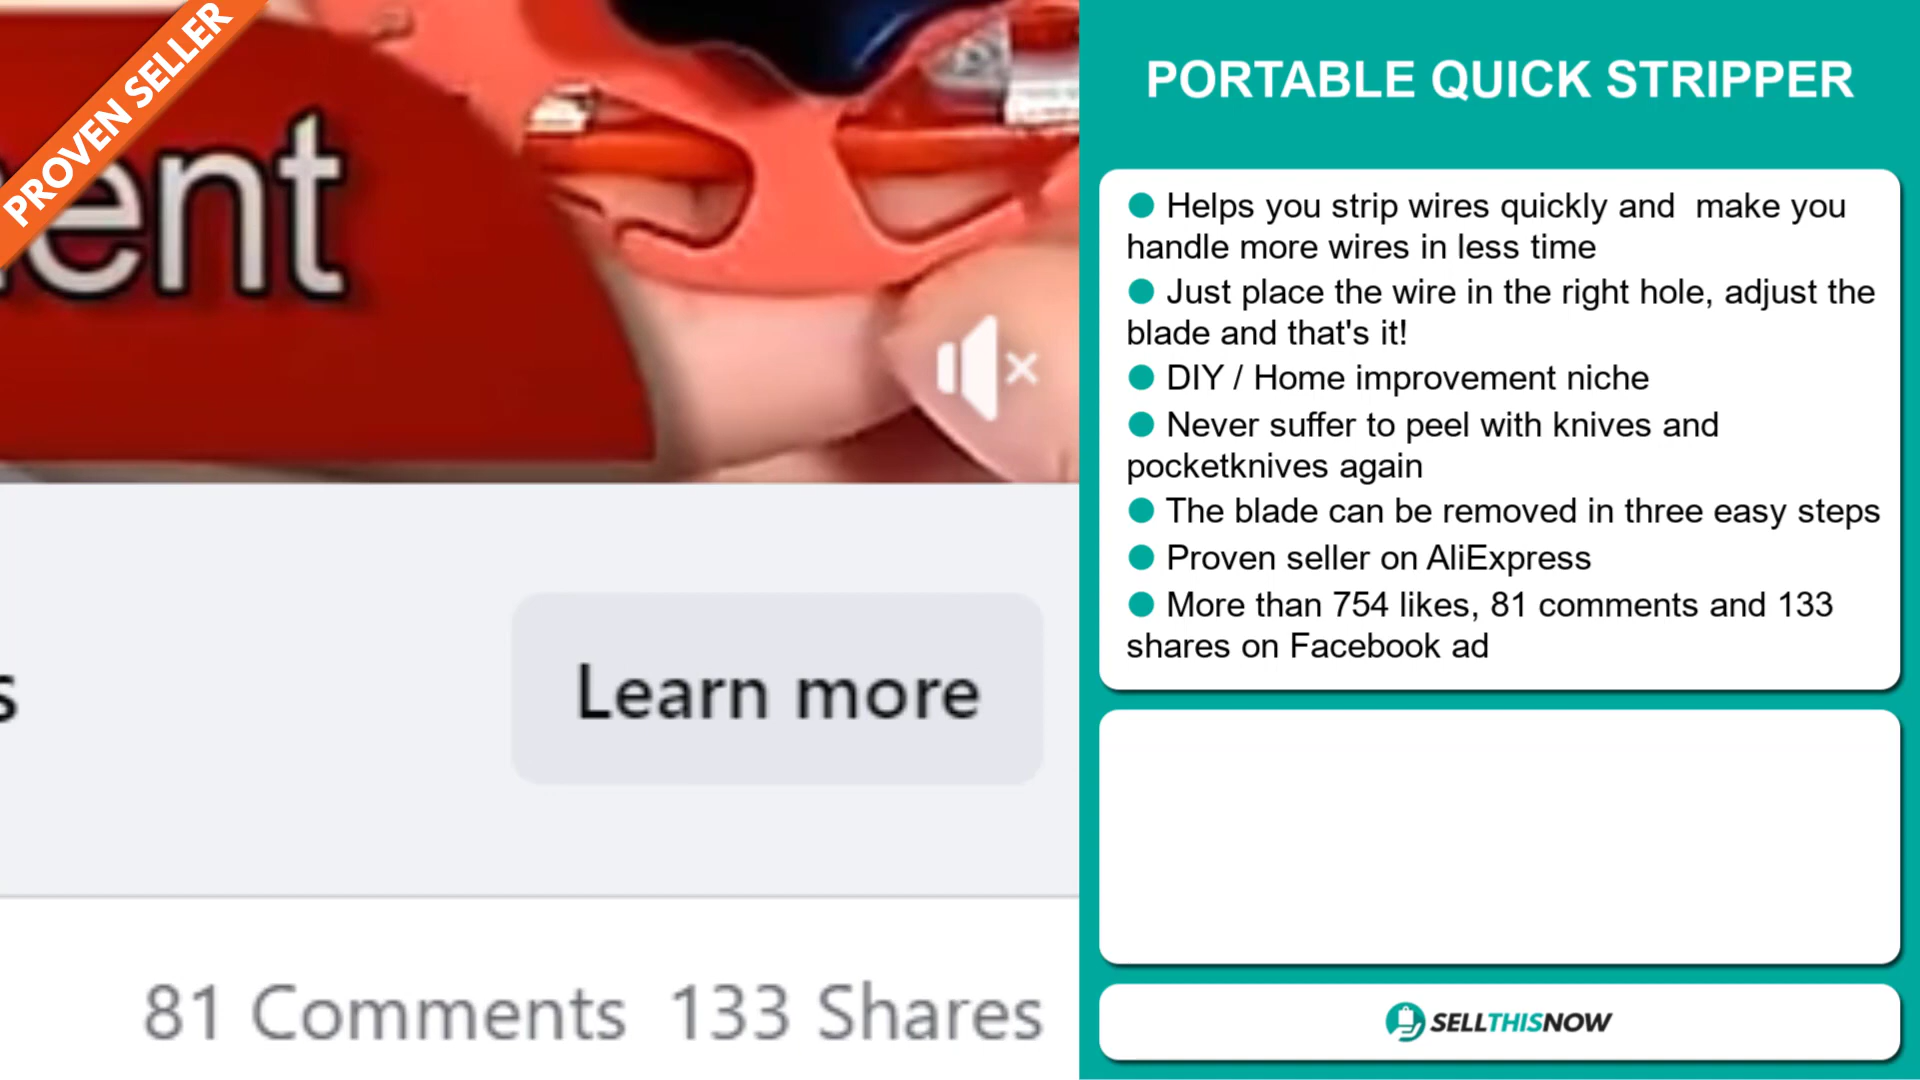 PROVEN SELLER
ent
s
Learn more
81 Comments 133 Shares
PORTABLE QUICK STRIPPER
● Helps you strip wires quickly and  make you
handle more wires in less time
● Just place the wire in the right hole, adjust the
blade and that's it!
● DIY / Home improvement niche
● Never suffer to peel with knives and
pocketknives again
● The blade can be removed in three easy steps
● Proven seller on AliExpress
● More than 754 likes, 81 comments and 133
shares on Facebook ad
SELLTHISNOW